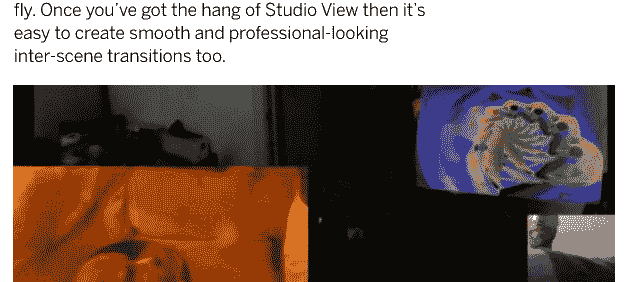 fly. Once you’ve got the hang of Studio View then it’s
easy to create smooth and professional-looking
inter-scene transitions too.